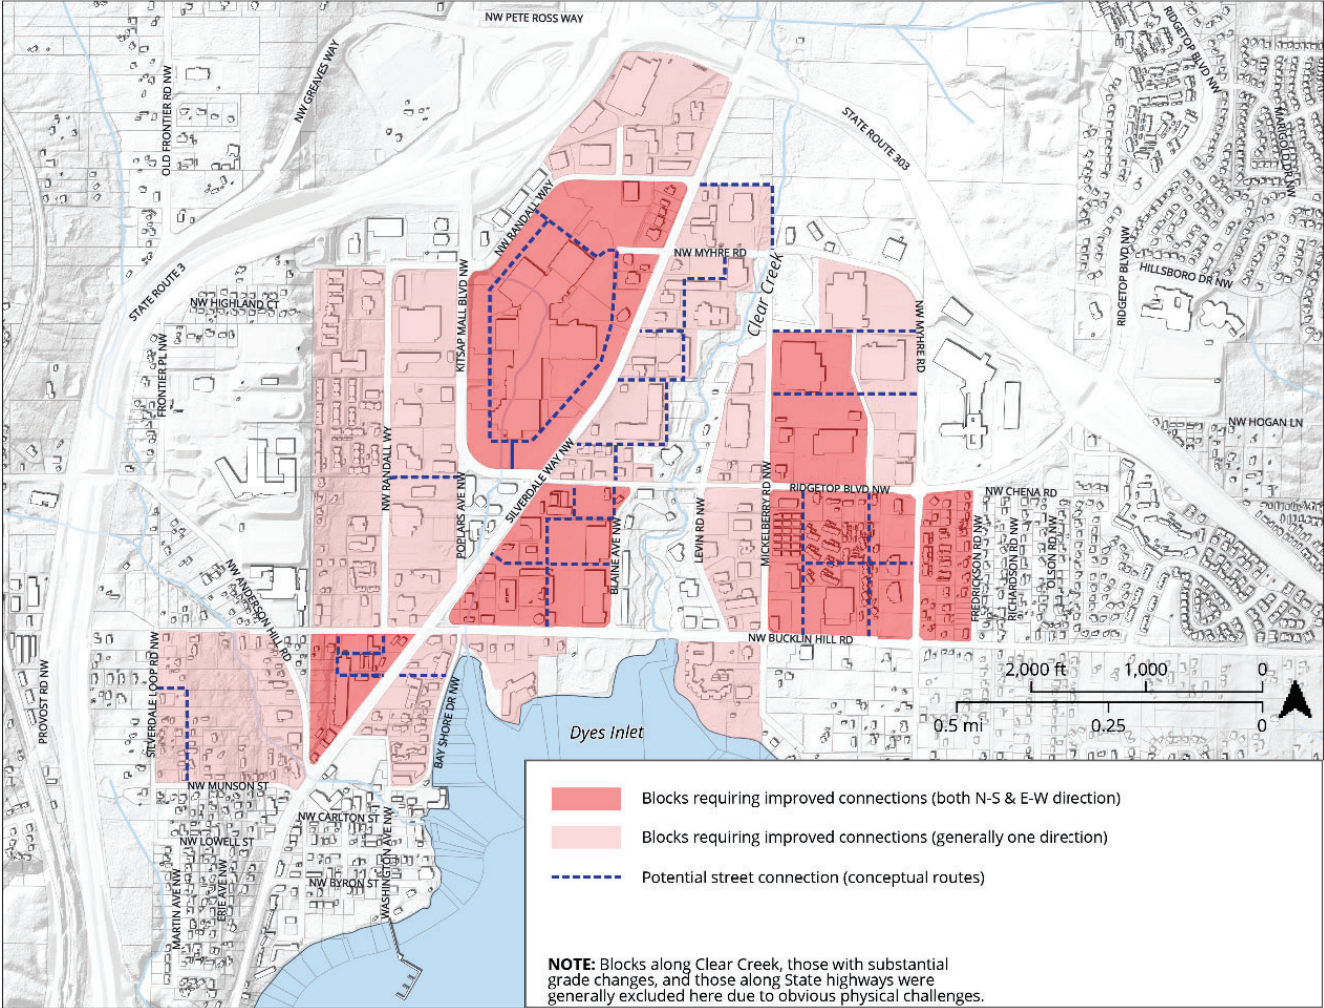 NW PETE ROSS WAY
RIDGETOP BLVD NW
NW GREAVES WAY
OLD FRONTIER RD NW
STATE ROUTE 303
MARIGOLD DR NW
NW RANDALL WAY
NW MYHRE RD
Clear Creek
RIDGETOP BLVD NW
HILLSBORO DR NW
STATE ROUTE 3
NW HIGHLAND CT
KITSAP MALL BLVD NW
FRONTIER PL NW
NW MYHRE RD
NW HOGAN LN
NW RANDALL WY
SILVERDALE WAY NW
POPLARS AVE NW
MICKELBERRY RD NW
RIDGETOP BLVD NW
NW CHENA RD
LEVIN RD NW
BLAINE AVE NW
FREDRICKSON RD NW
RICHARDSON RD NW
OLSON RD NW
NW ANDERSON HILL RD
NW BUCKLIN HILL RD
SILVERDALE LOOP RD NW
PROVOST RD NW
BAY SHORE DR NW
Dyes Inlet
2,000 ft 1,000 0
0.5 mi 0.25 0
NW MUNSON ST
NW CARLTON ST
NW LOWELL ST
NW BYRON ST
WASHINGTON AVE NW
MARTIN AVE NW
ERIE AVE NW
Blocks requiring improved connections (both N-S & E-W direction)
Blocks requiring improved connections (generally one direction)
Potential street connection (conceptual routes)
NOTE: Blocks along Clear Creek, those with substantial
grade changes, and those along State highways were
generally excluded here due to obvious physical challenges.